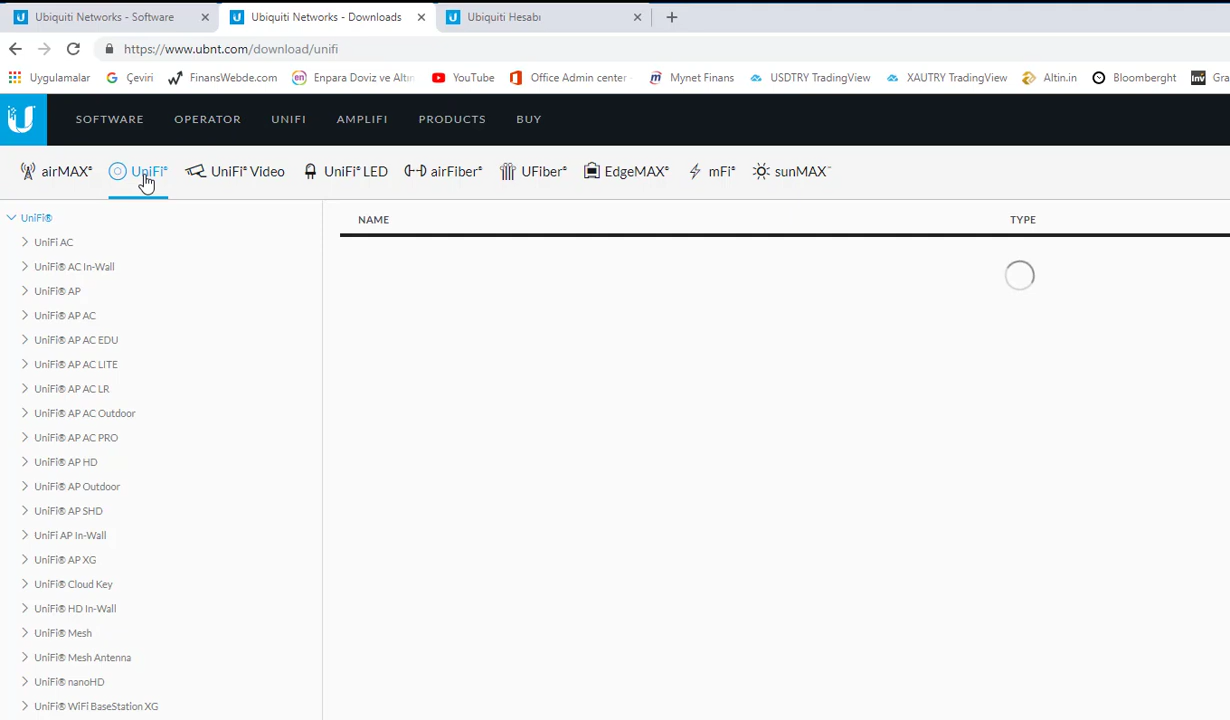 Ubiquiti Networks - Software
Ubiquiti Networks - Downloads
Ubiquiti Hesabı
https://www.ubnt.com/download/unifi
Uygulamalar Çeviri FinansWebde.com Enpara Doviz ve Altın YouTube Office Admin center Mynet Finans USDTRY TradingView XAUTRY TradingView Altin.in Bloomberght Gra
SOFTWARE OPERATOR UNIFI AMPLIFI PRODUCTS BUY
airMAX® UniFi® UniFi® Video UniFi® LED airFiber® UFiber® EdgeMAX® mFi® sunMAX™
UniFi®
NAME TYPE
UniFi AC
UniFi® AC In-Wall
UniFi® AP
UniFi® AP AC
UniFi® AP AC EDU
UniFi® AP AC LITE
UniFi® AP AC LR
UniFi® AP AC Outdoor
UniFi® AP AC PRO
UniFi® AP HD
UniFi® AP Outdoor
UniFi® AP SHD
UniFi AP In-Wall
UniFi® AP XG
UniFi® Cloud Key
UniFi® HD In-Wall
UniFi® Mesh
UniFi® Mesh Antenna
UniFi® nanoHD
UniFi® WiFi BaseStation XG